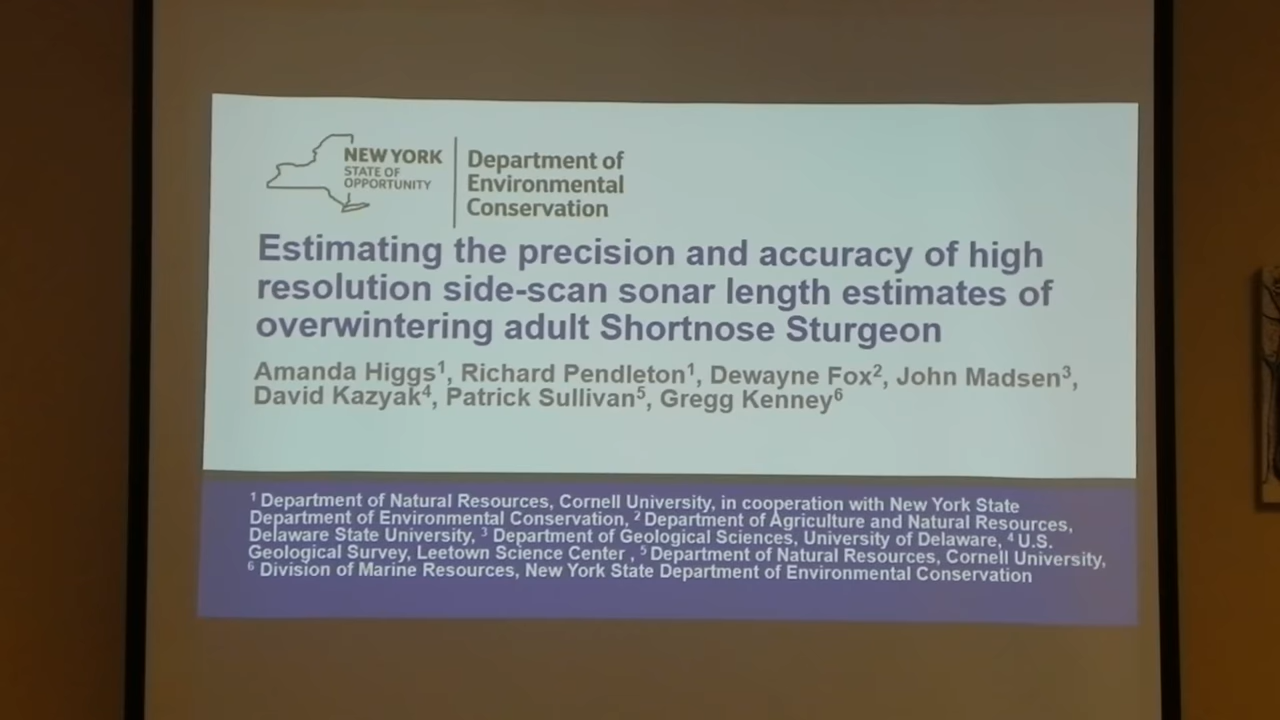 NEW YORK
STATE OF
OPPORTUNITY
Department of
Environmental
Conservation
Estimating the precision and accuracy of high
resolution side-scan sonar length estimates of
overwintering adult Shortnose Sturgeon
Amanda Higgs¹, Richard Pendleton¹, Dewayne Fox², John Madsen³,
David Kazyak⁴, Patrick Sullivan⁵, Gregg Kenney⁶
¹ Department of Natural Resources, Cornell University, in cooperation with New York State
Department of Environmental Conservation, ² Department of Agriculture and Natural Resources,
Delaware State University, ³ Department of Geological Sciences, University of Delaware, ⁴ U.S.
Geological Survey, Leetown Science Center , ⁵ Department of Natural Resources, Cornell University,
⁶ Division of Marine Resources, New York State Department of Environmental Conservation